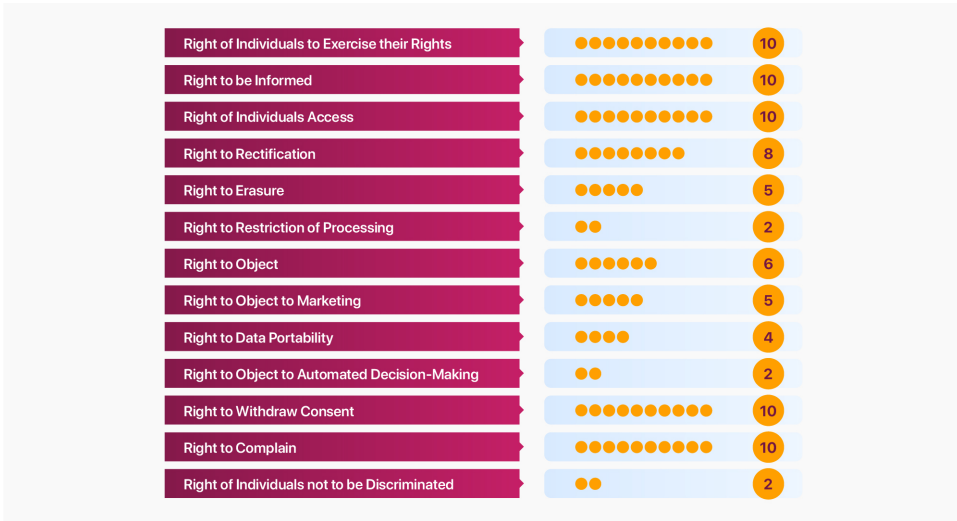 Right of Individuals to Exercise their Rights 10
Right to be Informed 10
Right of Individuals Access 10
Right to Rectification 8
Right to Erasure 5
Right to Restriction of Processing 2
Right to Object 6
Right to Object to Marketing 5
Right to Data Portability 4
Right to Object to Automated Decision-Making 2
Right to Withdraw Consent 10
Right to Complain 10
Right of Individuals not to be Discriminated 2